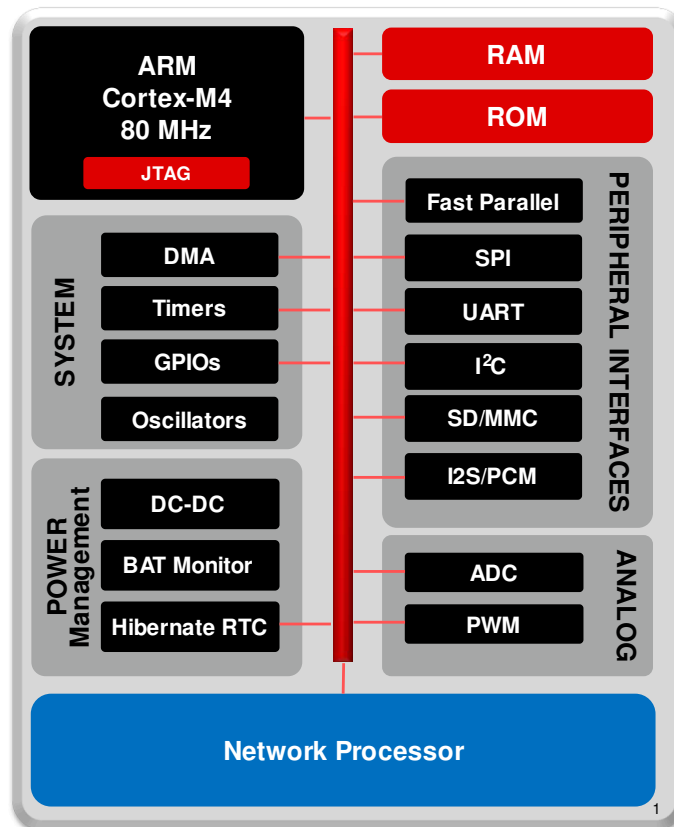 ARM
Cortex-M4
80 MHz
JTAG
RAM
ROM
SYSTEM
DMA
Timers
GPIOs
Oscillators
PERIPHERAL INTERFACES
Fast Parallel
SPI
UART
I²C
SD/MMC
I2S/PCM
POWER
Management
DC-DC
BAT Monitor
Hibernate RTC
ANALOG
ADC
PWM
Network Processor
1